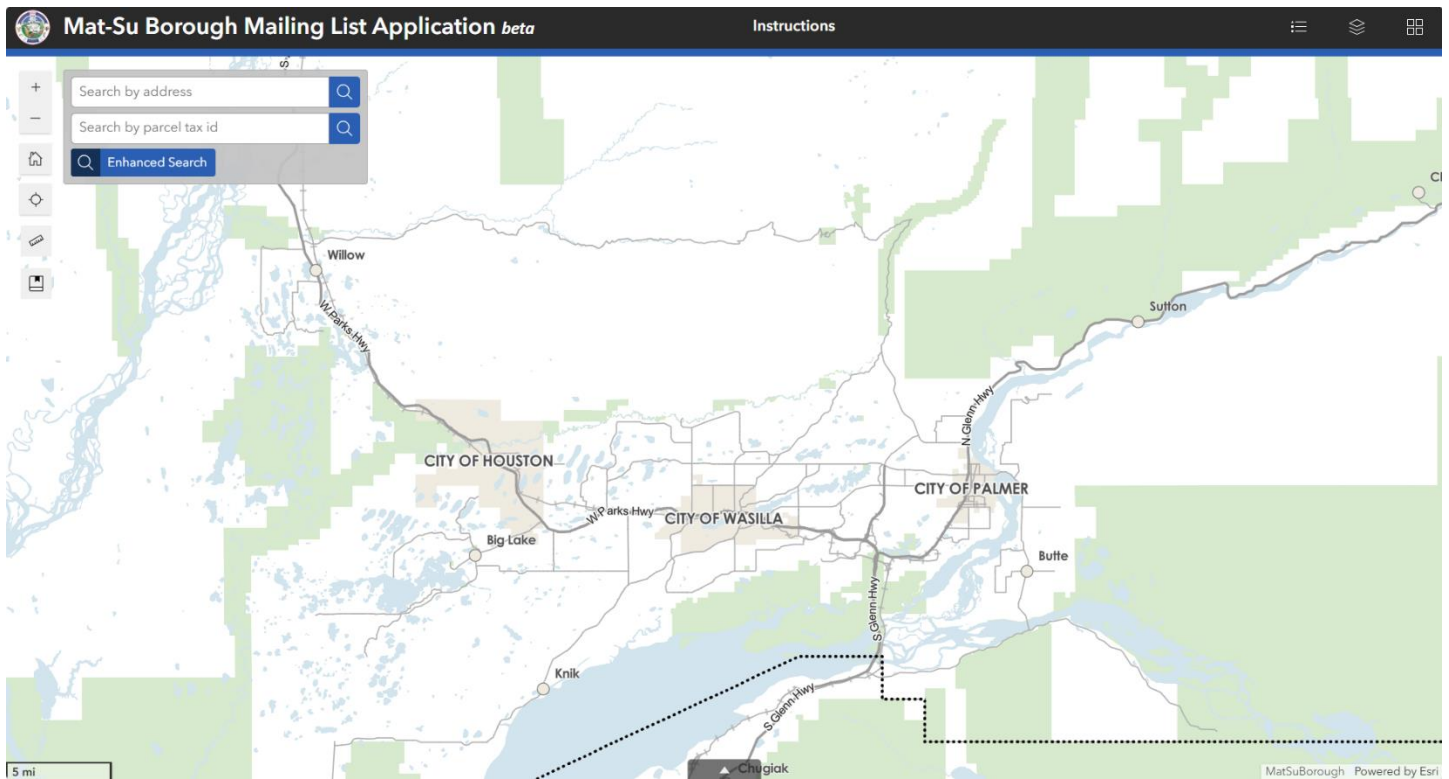 Mat-Su Borough Mailing List Application beta
Instructions
Search by address
Search by parcel tax id
Enhanced Search
Willow
W.Parks.Hwy
Sutton
N.Glenn.Hwy
CITY OF HOUSTON
CITY OF PALMER
W.Parks Hwy
CITY OF WASILLA
Big Lake
Butte
S.Glenn Hwy
Knik
S.Glenn Hwy
Chugiak
5 mi
MatSuBorough Powered by Esri